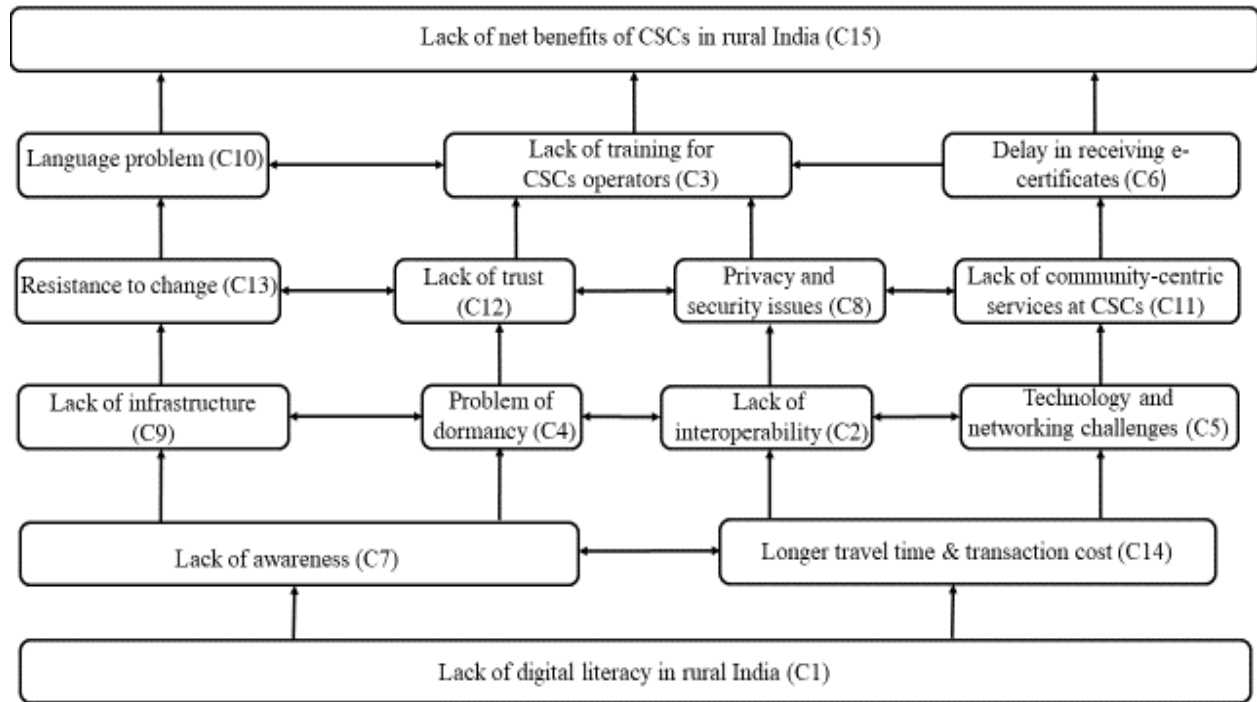 Lack of net benefits of CSCs in rural India (C15)
Language problem (C10)
Lack of training for
CSCs operators (C3)
Delay in receiving e-
certificates (C6)
Resistance to change (C13)
Lack of trust
(C12)
Privacy and
security issues (C8)
Lack of community-centric
services at CSCs (C11)
Lack of infrastructure
(C9)
Problem of
dormancy (C4)
Lack of
interoperability (C2)
Technology and
networking challenges (C5)
Lack of awareness (C7)
Longer travel time & transaction cost (C14)
Lack of digital literacy in rural India (C1)